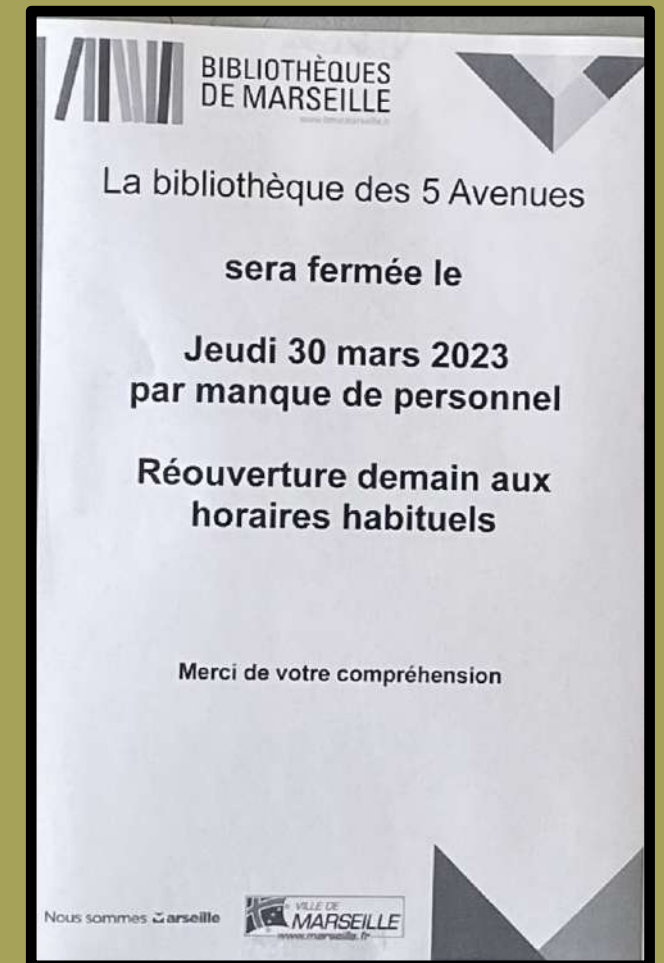 BIBLIOTHÈQUES
DE MARSEILLE
La bibliothèque des 5 Avenues
sera fermée le
Jeudi 30 mars 2023
par manque de personnel
Réouverture demain aux
horaires habituels
Merci de votre compréhension
Nous sommes Marseille
VILLE DE
MARSEILLE
www.marseille.fr